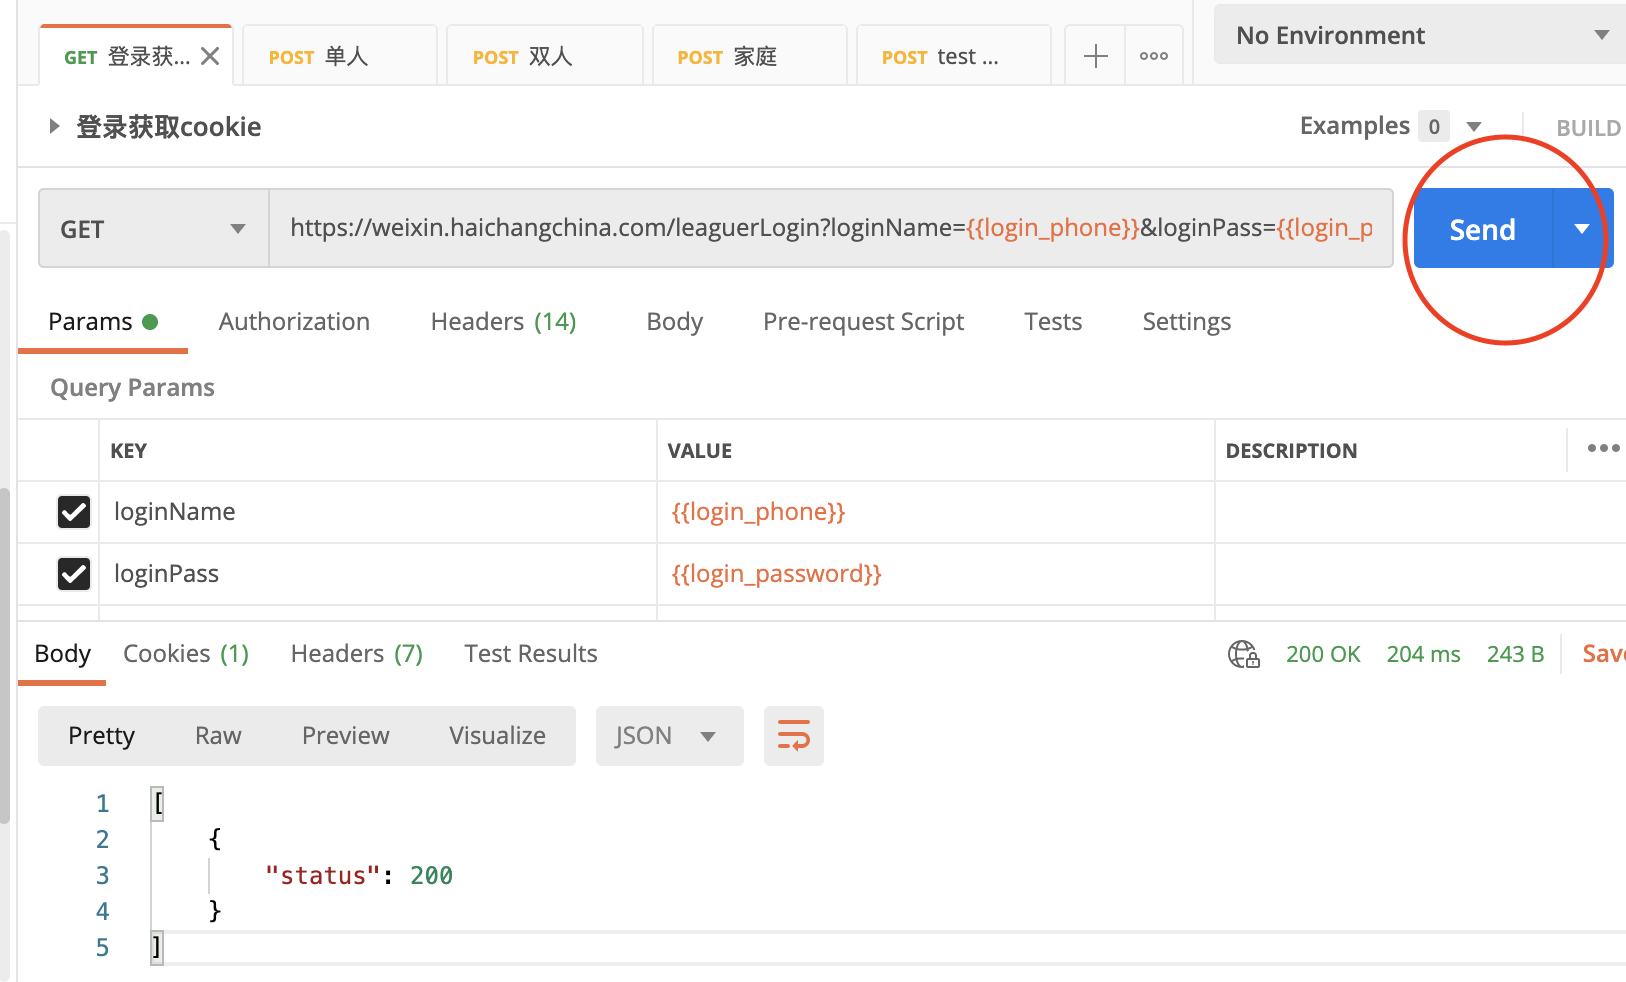 GET 登录获... POST 单人 POST 双人 POST 家庭 POST test ... No Environment
登录获取cookie Examples 0 BUILD
GET https://weixin.haichangchina.com/leaguerLogin?loginName={{login_phone}}&loginPass={{login_p Send
Params Authorization Headers (14) Body Pre-request Script Tests Settings
Query Params
KEY VALUE DESCRIPTION
loginName {{login_phone}}
loginPass {{login_password}}
Body Cookies (1) Headers (7) Test Results 200 OK 204 ms 243 B Save
Pretty Raw Preview Visualize JSON
1 [
2 {
3 "status": 200
4 }
5 ]